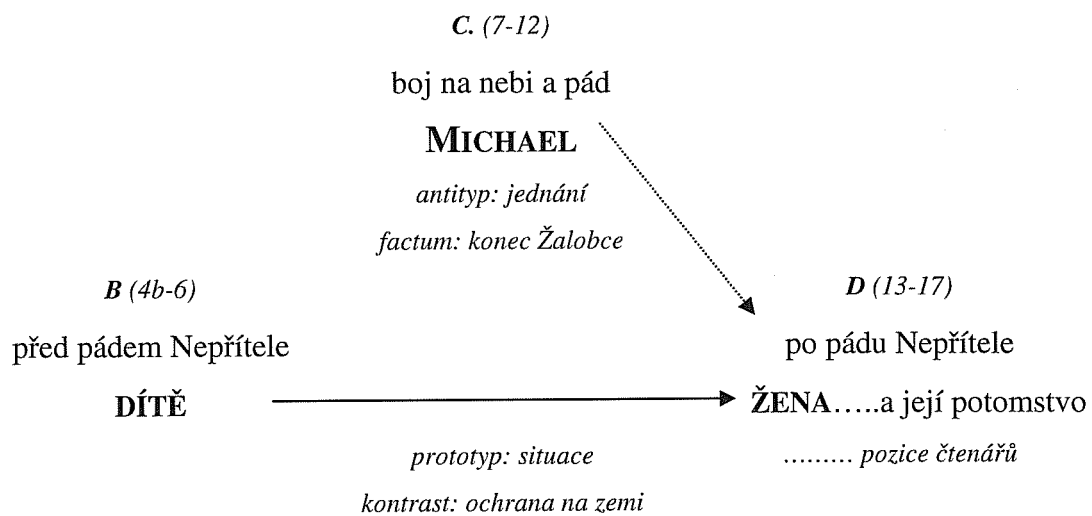 C. (7-12)
boj na nebi a pád
MICHAEL
antityp: jednání
factum: konec Žalobce
B (4b-6)
před pádem Nepřítele
DÍTĚ
D (13-17)
po pádu Nepřítele
ŽENA.....a její potomstvo
......... pozice čtenářů
prototyp: situace
kontrast: ochrana na zemi